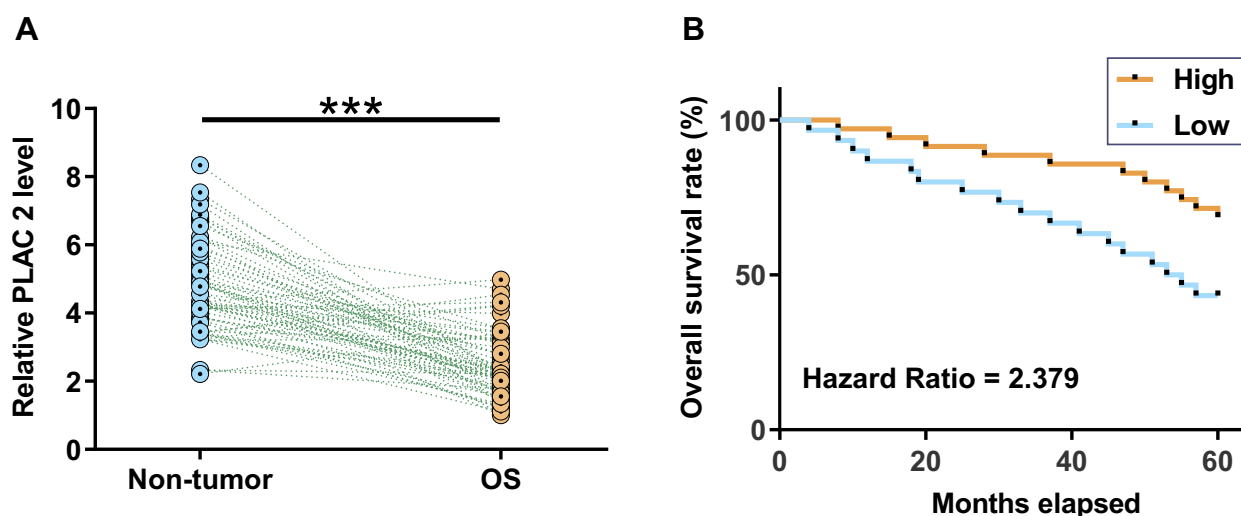 A
Relative PLAC 2 level
10
8
6
4
2
0
***
Non-tumor
OS
B
Overall survival rate (%)
100
50
0
High
Low
Hazard Ratio = 2.379
0
20
40
60
Months elapsed